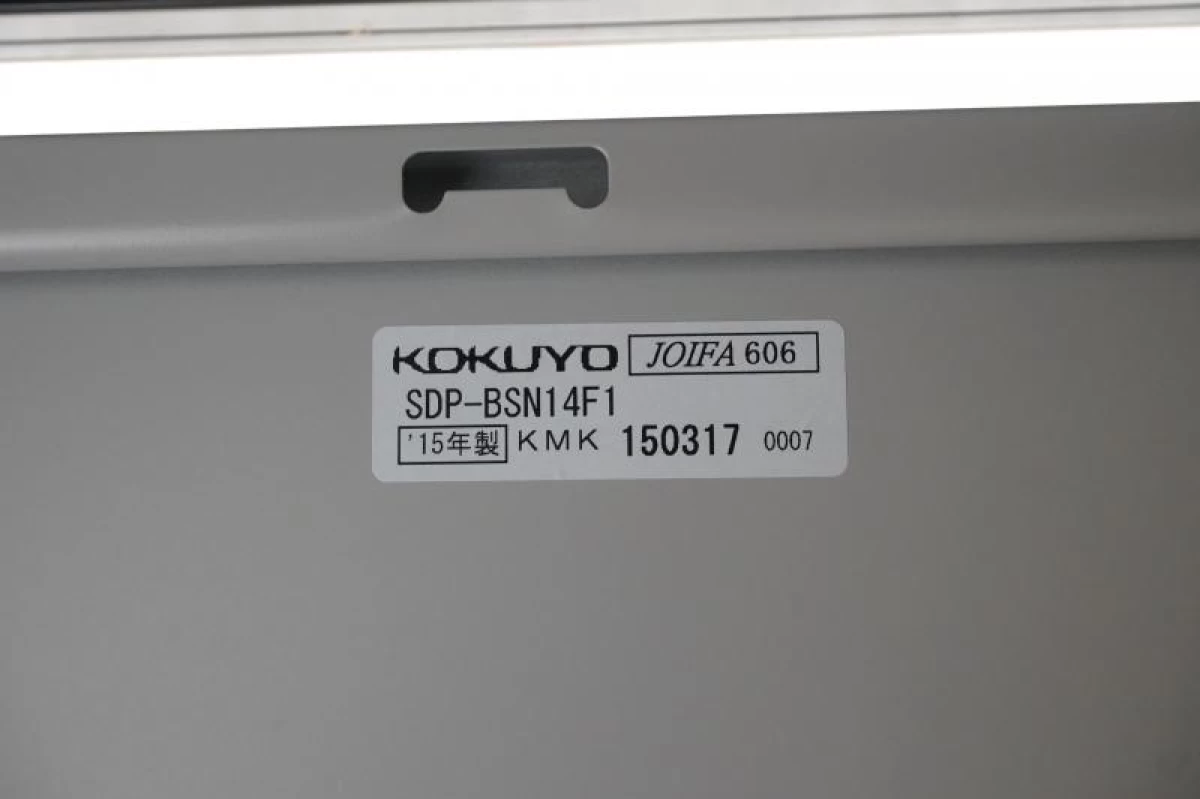 KOKUYO JOIFA 606
SDP-BSN14F1
'15年製 KMK 150317 0007